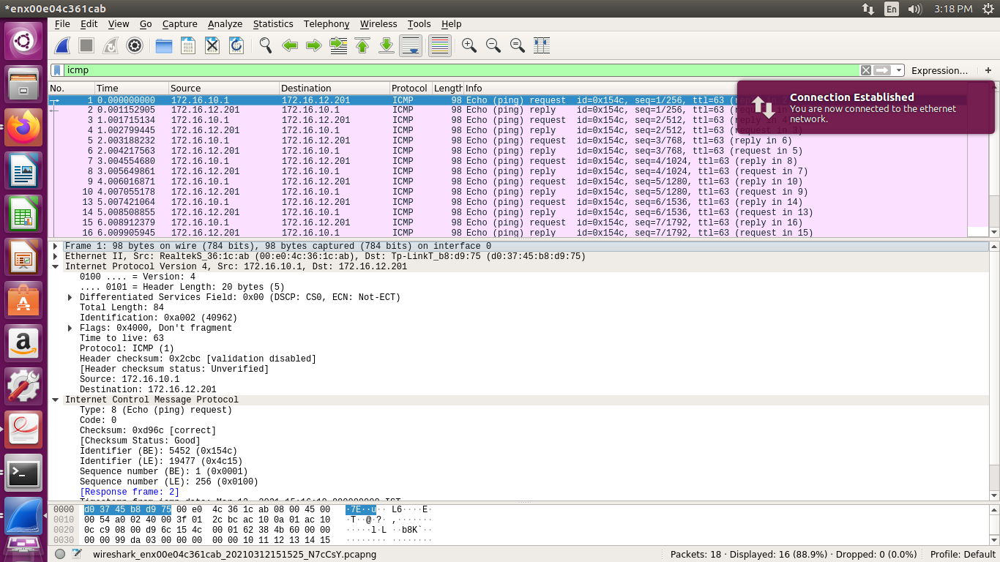 *enx00e04c361cab En 3:18 PM
File Edit View Go Capture Analyze Statistics Telephony Wireless Tools Help
icmp Expression… +
No. Time Source Destination Protocol Length Info
1 0.000000000 172.16.10.1 172.16.12.201 ICMP 98 Echo (ping) request id=0x154c, seq=1/256, ttl=63
2 0.001152905 172.16.12.201 172.16.10.1 ICMP 98 Echo (ping) reply id=0x154c, seq=1/256, ttl=63
3 1.001715134 172.16.10.1 172.16.12.201 ICMP 98 Echo (ping) request id=0x154c, seq=2/512, ttl=63
4 1.002799445 172.16.12.201 172.16.10.1 ICMP 98 Echo (ping) reply id=0x154c, seq=2/512, ttl=63 (request in 3)
5 2.003188232 172.16.10.1 172.16.12.201 ICMP 98 Echo (ping) request id=0x154c, seq=3/768, ttl=63 (reply in 6)
6 2.004217563 172.16.12.201 172.16.10.1 ICMP 98 Echo (ping) reply id=0x154c, seq=3/768, ttl=63 (request in 5)
7 3.004554680 172.16.10.1 172.16.12.201 ICMP 98 Echo (ping) request id=0x154c, seq=4/1024, ttl=63 (reply in 8)
8 3.005649861 172.16.12.201 172.16.10.1 ICMP 98 Echo (ping) reply id=0x154c, seq=4/1024, ttl=63 (request in 7)
9 4.006016871 172.16.10.1 172.16.12.201 ICMP 98 Echo (ping) request id=0x154c, seq=5/1280, ttl=63 (reply in 10)
10 4.007055178 172.16.12.201 172.16.10.1 ICMP 98 Echo (ping) reply id=0x154c, seq=5/1280, ttl=63 (request in 9)
13 5.007421064 172.16.10.1 172.16.12.201 ICMP 98 Echo (ping) request id=0x154c, seq=6/1536, ttl=63 (reply in 14)
14 5.008508855 172.16.12.201 172.16.10.1 ICMP 98 Echo (ping) reply id=0x154c, seq=6/1536, ttl=63 (request in 13)
15 6.008912379 172.16.10.1 172.16.12.201 ICMP 98 Echo (ping) request id=0x154c, seq=7/1792, ttl=63 (reply in 16)
16 6.009905945 172.16.12.201 172.16.10.1 ICMP 98 Echo (ping) reply id=0x154c, seq=7/1792, ttl=63 (request in 15)
Connection Established
You are now connected to the ethernet
network.
Frame 1: 98 bytes on wire (784 bits), 98 bytes captured (784 bits) on interface 0
Ethernet II, Src: RealtekS_36:1c:ab (00:e0:4c:36:1c:ab), Dst: Tp-LinkT_b8:d9:75 (d0:37:45:b8:d9:75)
Internet Protocol Version 4, Src: 172.16.10.1, Dst: 172.16.12.201
0100 .... = Version: 4
.... 0101 = Header Length: 20 bytes (5)
Differentiated Services Field: 0x00 (DSCP: CS0, ECN: Not-ECT)
Total Length: 84
Identification: 0xa002 (40962)
Flags: 0x4000, Don't fragment
Time to live: 63
Protocol: ICMP (1)
Header checksum: 0x2cbc [validation disabled]
[Header checksum status: Unverified]
Source: 172.16.10.1
Destination: 172.16.12.201
Internet Control Message Protocol
Type: 8 (Echo (ping) request)
Code: 0
Checksum: 0xd96c [correct]
[Checksum Status: Good]
Identifier (BE): 5452 (0x154c)
Identifier (LE): 19477 (0x4c15)
Sequence number (BE): 1 (0x0001)
Sequence number (LE): 256 (0x0100)
[Response frame: 2]
0000 d0 37 45 b8 d9 75 00 e0 4c 36 1c ab 08 00 45 00 ·7E··u·· L6····E·
0010 00 54 a0 02 40 00 3f 01 2c bc ac 10 0a 01 ac 10 ·T··@·?· ,·······
0020 0c c9 08 00 d9 6c 15 4c 00 01 62 38 4b 60 00 00 ·····l·L ··b8K`··
0030 00 00 99 da 03 00 00 00 00 00 10 11 12 13 14 15 ········ ········
wireshark_enx00e04c361cab_20210312151525_N7cCsY.pcapng Packets: 18 · Displayed: 16 (88.9%) · Dropped: 0 (0.0%) Profile: Default